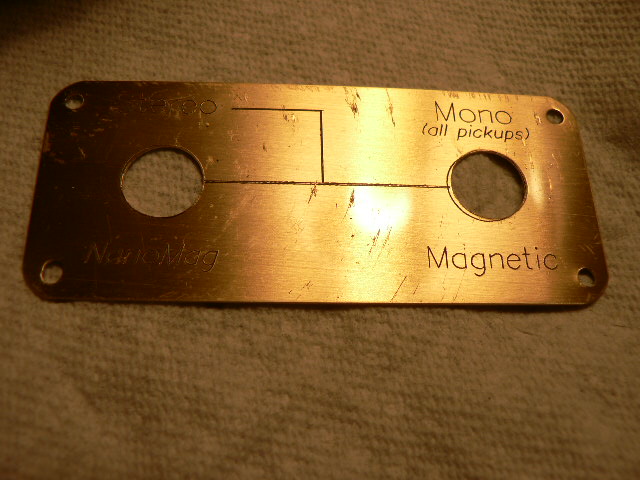 Stereo
Mono
(all pickups)
NanoMag
Magnetic